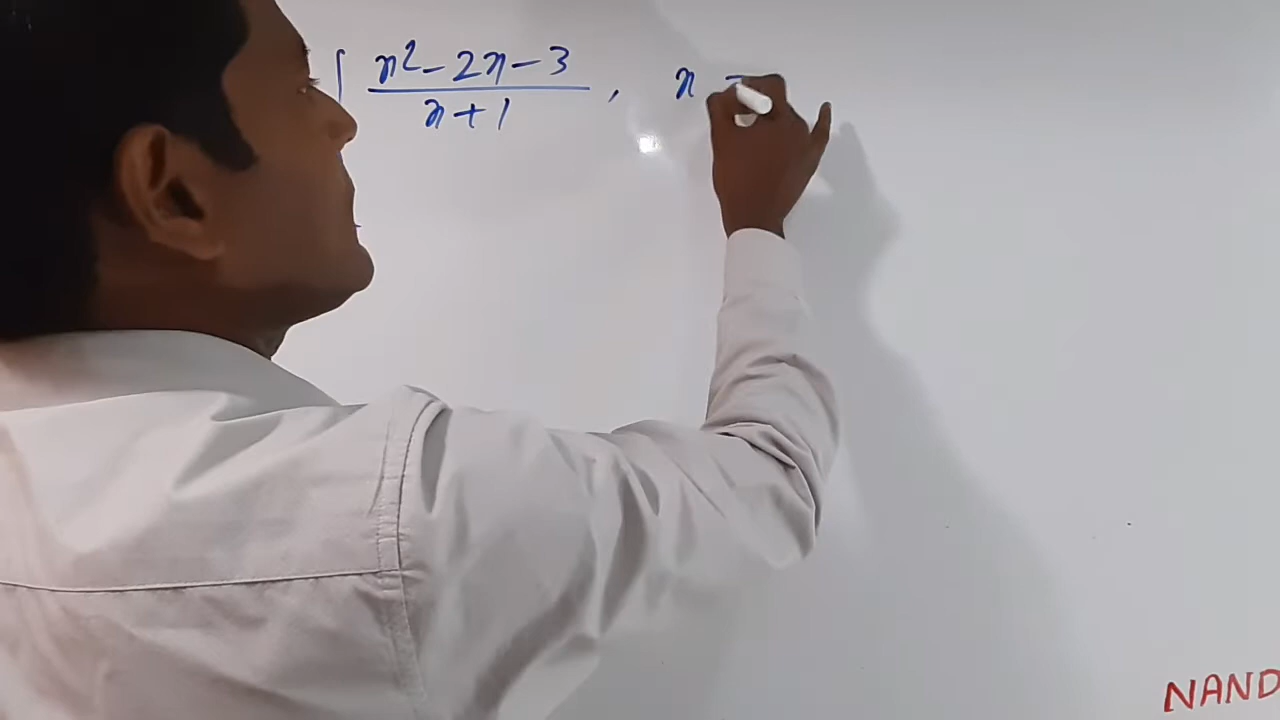 x² - 2x - 3
x + 1 , x
NAND